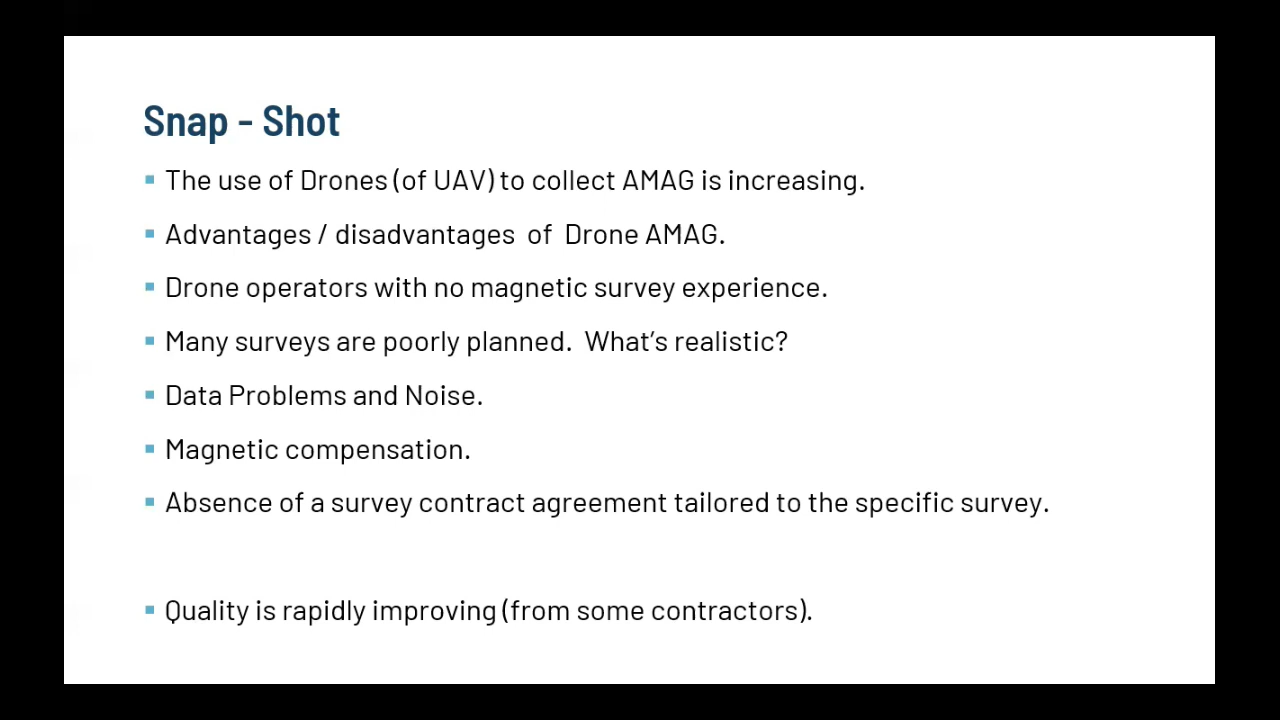 Snap - Shot
The use of Drones (of UAV) to collect AMAG is increasing.
Advantages / disadvantages of Drone AMAG.
Drone operators with no magnetic survey experience.
Many surveys are poorly planned. What's realistic?
Data Problems and Noise.
Magnetic compensation.
Absence of a survey contract agreement tailored to the specific survey.
Quality is rapidly improving (from some contractors).